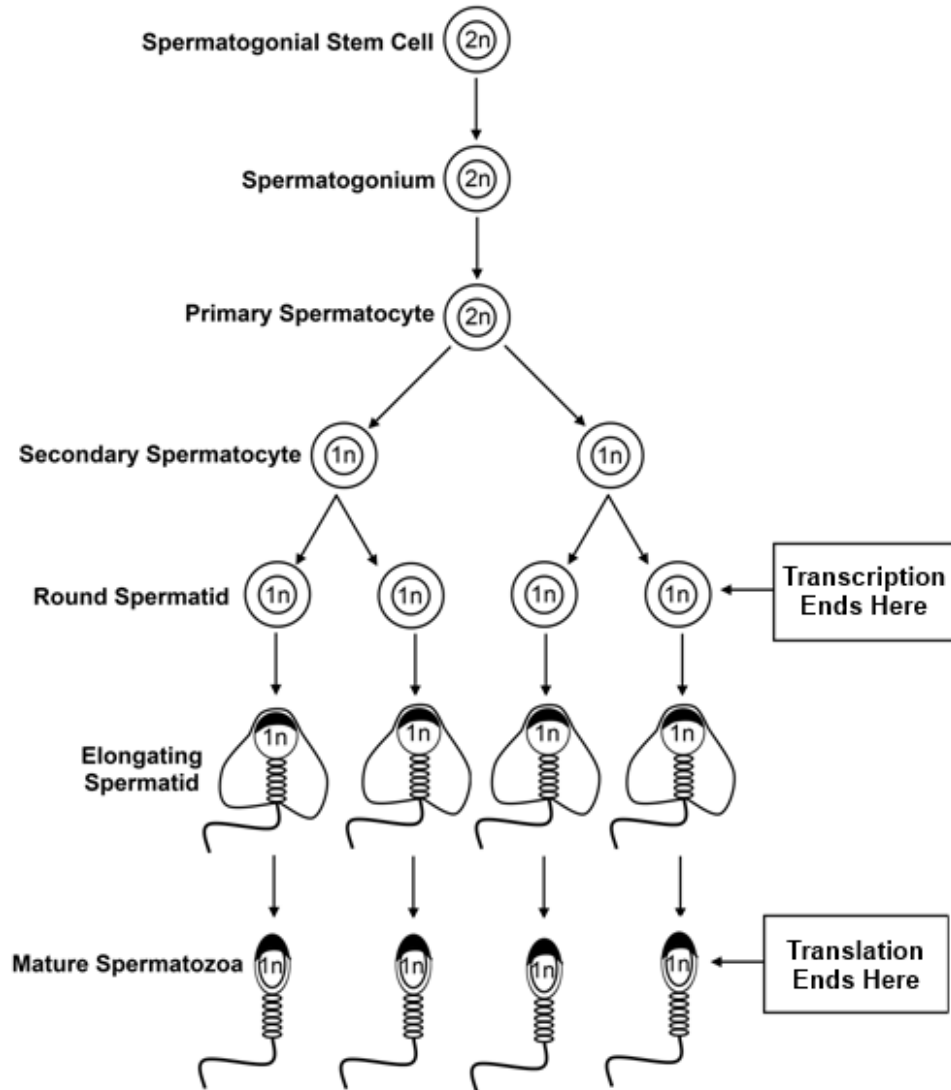 Spermatogonial Stem Cell
2n
Spermatogonium
2n
Primary Spermatocyte
2n
Secondary Spermatocyte
1n
1n
Round Spermatid
1n
1n
1n
1n
Transcription
Ends Here
Elongating
Spermatid
1n
1n
1n
1n
Mature Spermatozoa
1n
1n
1n
1n
Translation
Ends Here